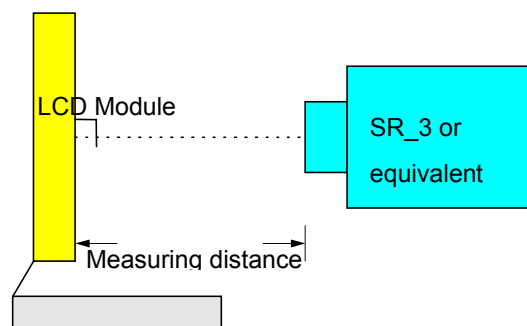 LCD Module
SR_3 or
equivalent
Measuring distance